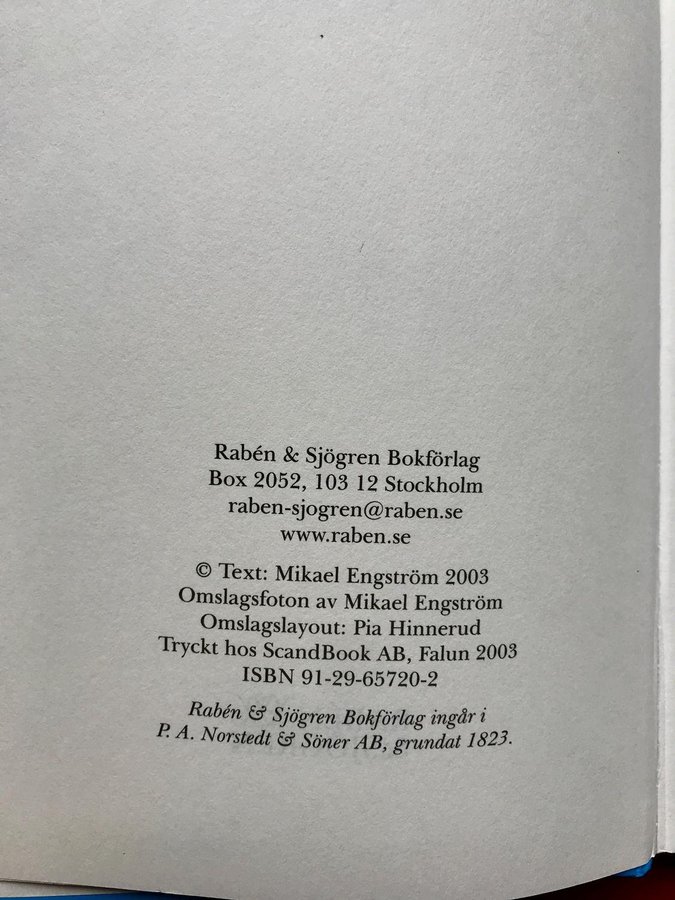 Rabén & Sjögren Bokförlag
Box 2052, 103 12 Stockholm
raben-sjogren@raben.se
www.raben.se
© Text: Mikael Engström 2003
Omslagsfoton av Mikael Engström
Omslagslayout: Pia Hinnerud
Tryckt hos ScandBook AB, Falun 2003
ISBN 91-29-65720-2
Rabén & Sjögren Bokförlag ingår i
P. A. Norstedt & Söner AB, grundat 1823.